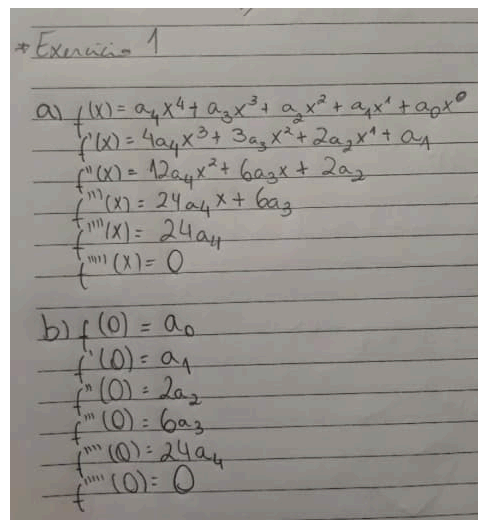 * Exercício 1
a) f(x) = a₄x⁴ + a₃x³ + a₂x² + a₁x¹ + a₀x⁰
f'(x) = 4a₄x³ + 3a₃x² + 2a₂x¹ + a₁
f''(x) = 12a₄x² + 6a₃x + 2a₂
f'''(x) = 24a₄x + 6a₃
f''''(x) = 24a₄
f'''''(x) = 0
b) f(0) = a₀
f'(0) = a₁
f''(0) = 2a₂
f'''(0) = 6a₃
f''''(0) = 24a₄
f'''''(0) = 0